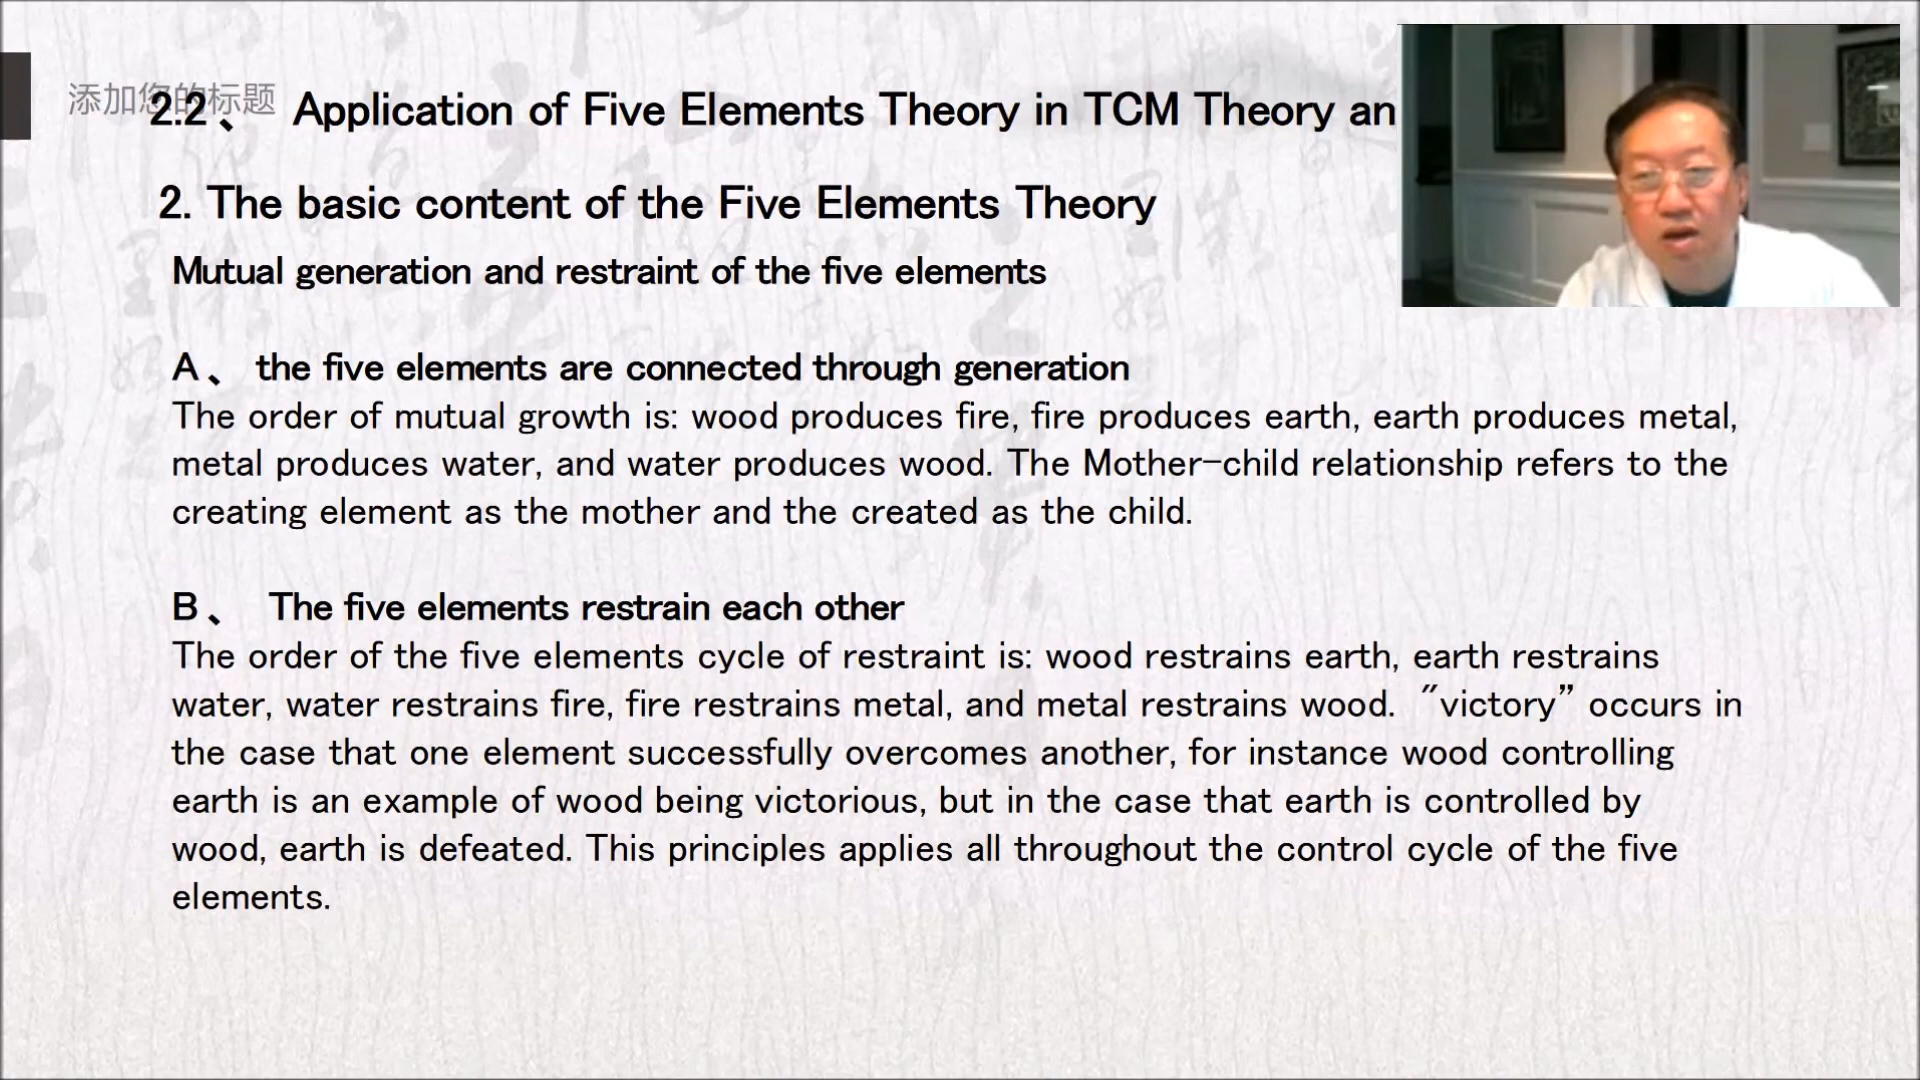 添加您的标题
2.2、 Application of Five Elements Theory in TCM Theory an
2. The basic content of the Five Elements Theory
Mutual generation and restraint of the five elements
A、 the five elements are connected through generation
The order of mutual growth is: wood produces fire, fire produces earth, earth produces metal,
metal produces water, and water produces wood. The Mother-child relationship refers to the
creating element as the mother and the created as the child.
B、 The five elements restrain each other
The order of the five elements cycle of restraint is: wood restrains earth, earth restrains
water, water restrains fire, fire restrains metal, and metal restrains wood. "victory” occurs in
the case that one element successfully overcomes another, for instance wood controlling
earth is an example of wood being victorious, but in the case that earth is controlled by
wood, earth is defeated. This principles applies all throughout the control cycle of the five
elements.